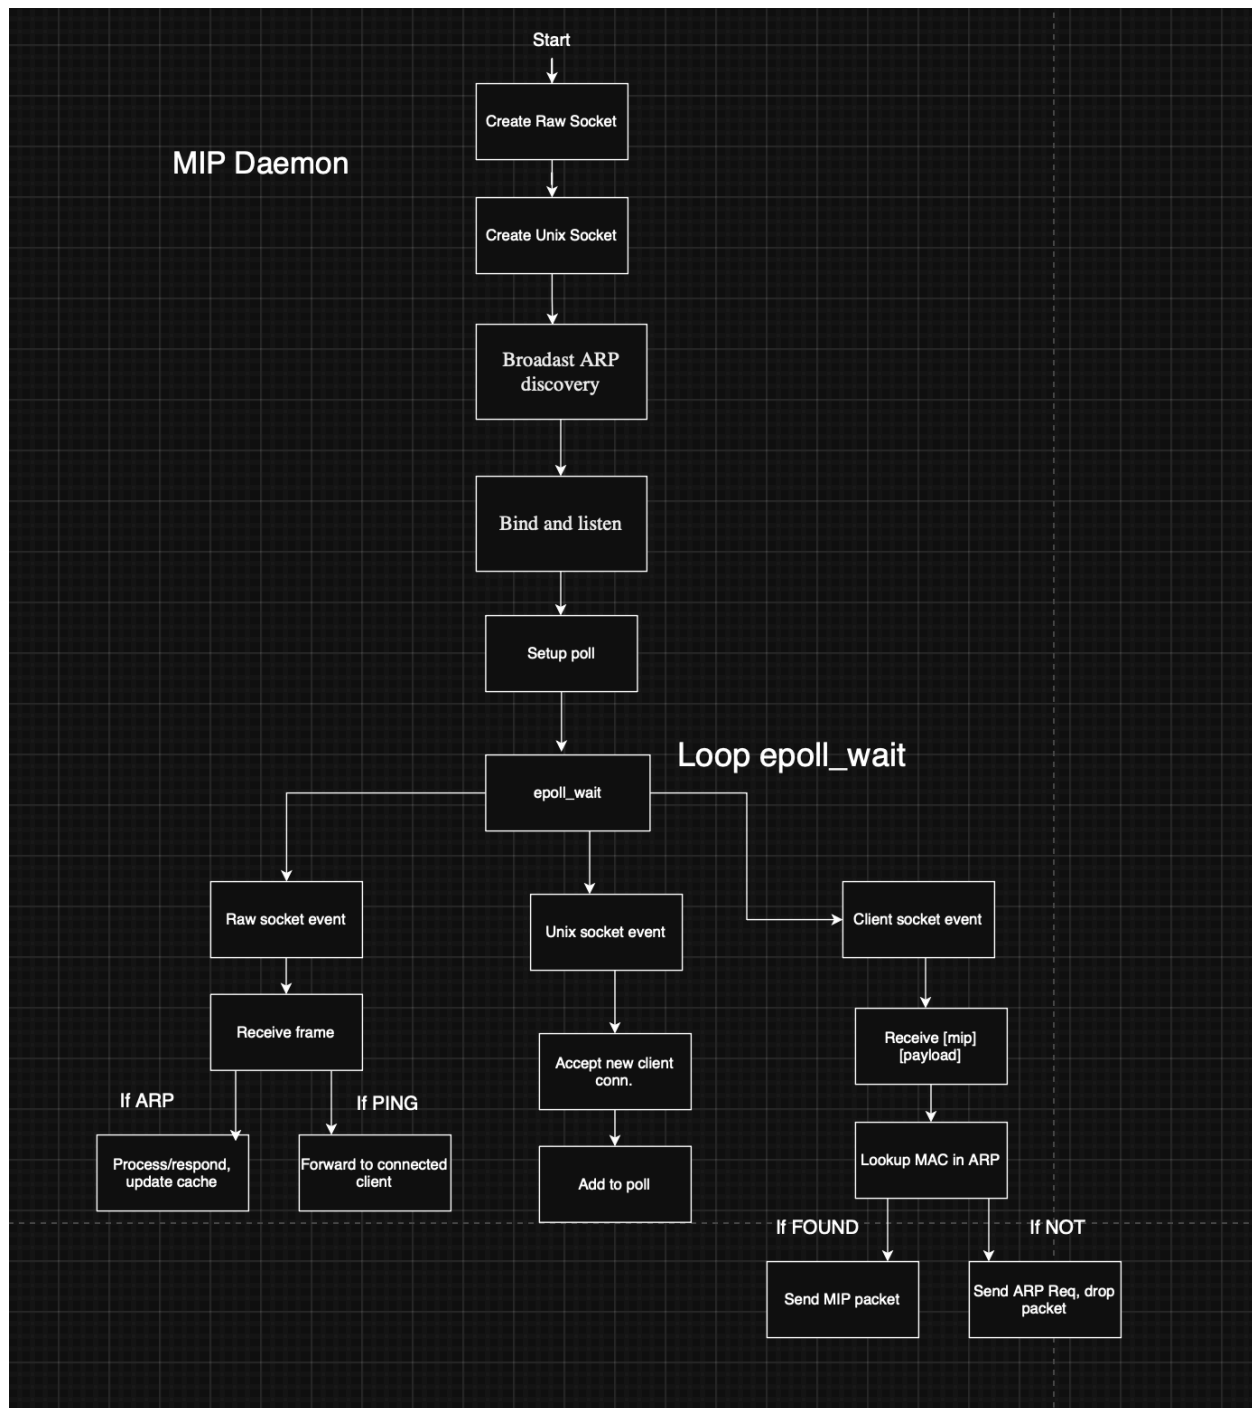 Start
Create Raw Socket
MIP Daemon
Create Unix Socket
Broadast ARP
discovery
Bind and listen
Setup poll
Loop epoll_wait
epoll_wait
Raw socket event
Unix socket event
Client socket event
Receive frame
Accept new client
conn.
Receive [mip]
[payload]
If ARP
If PING
Process/respond,
update cache
Forward to connected
client
Add to poll
Lookup MAC in ARP
If FOUND
If NOT
Send MIP packet
Send ARP Req, drop
packet